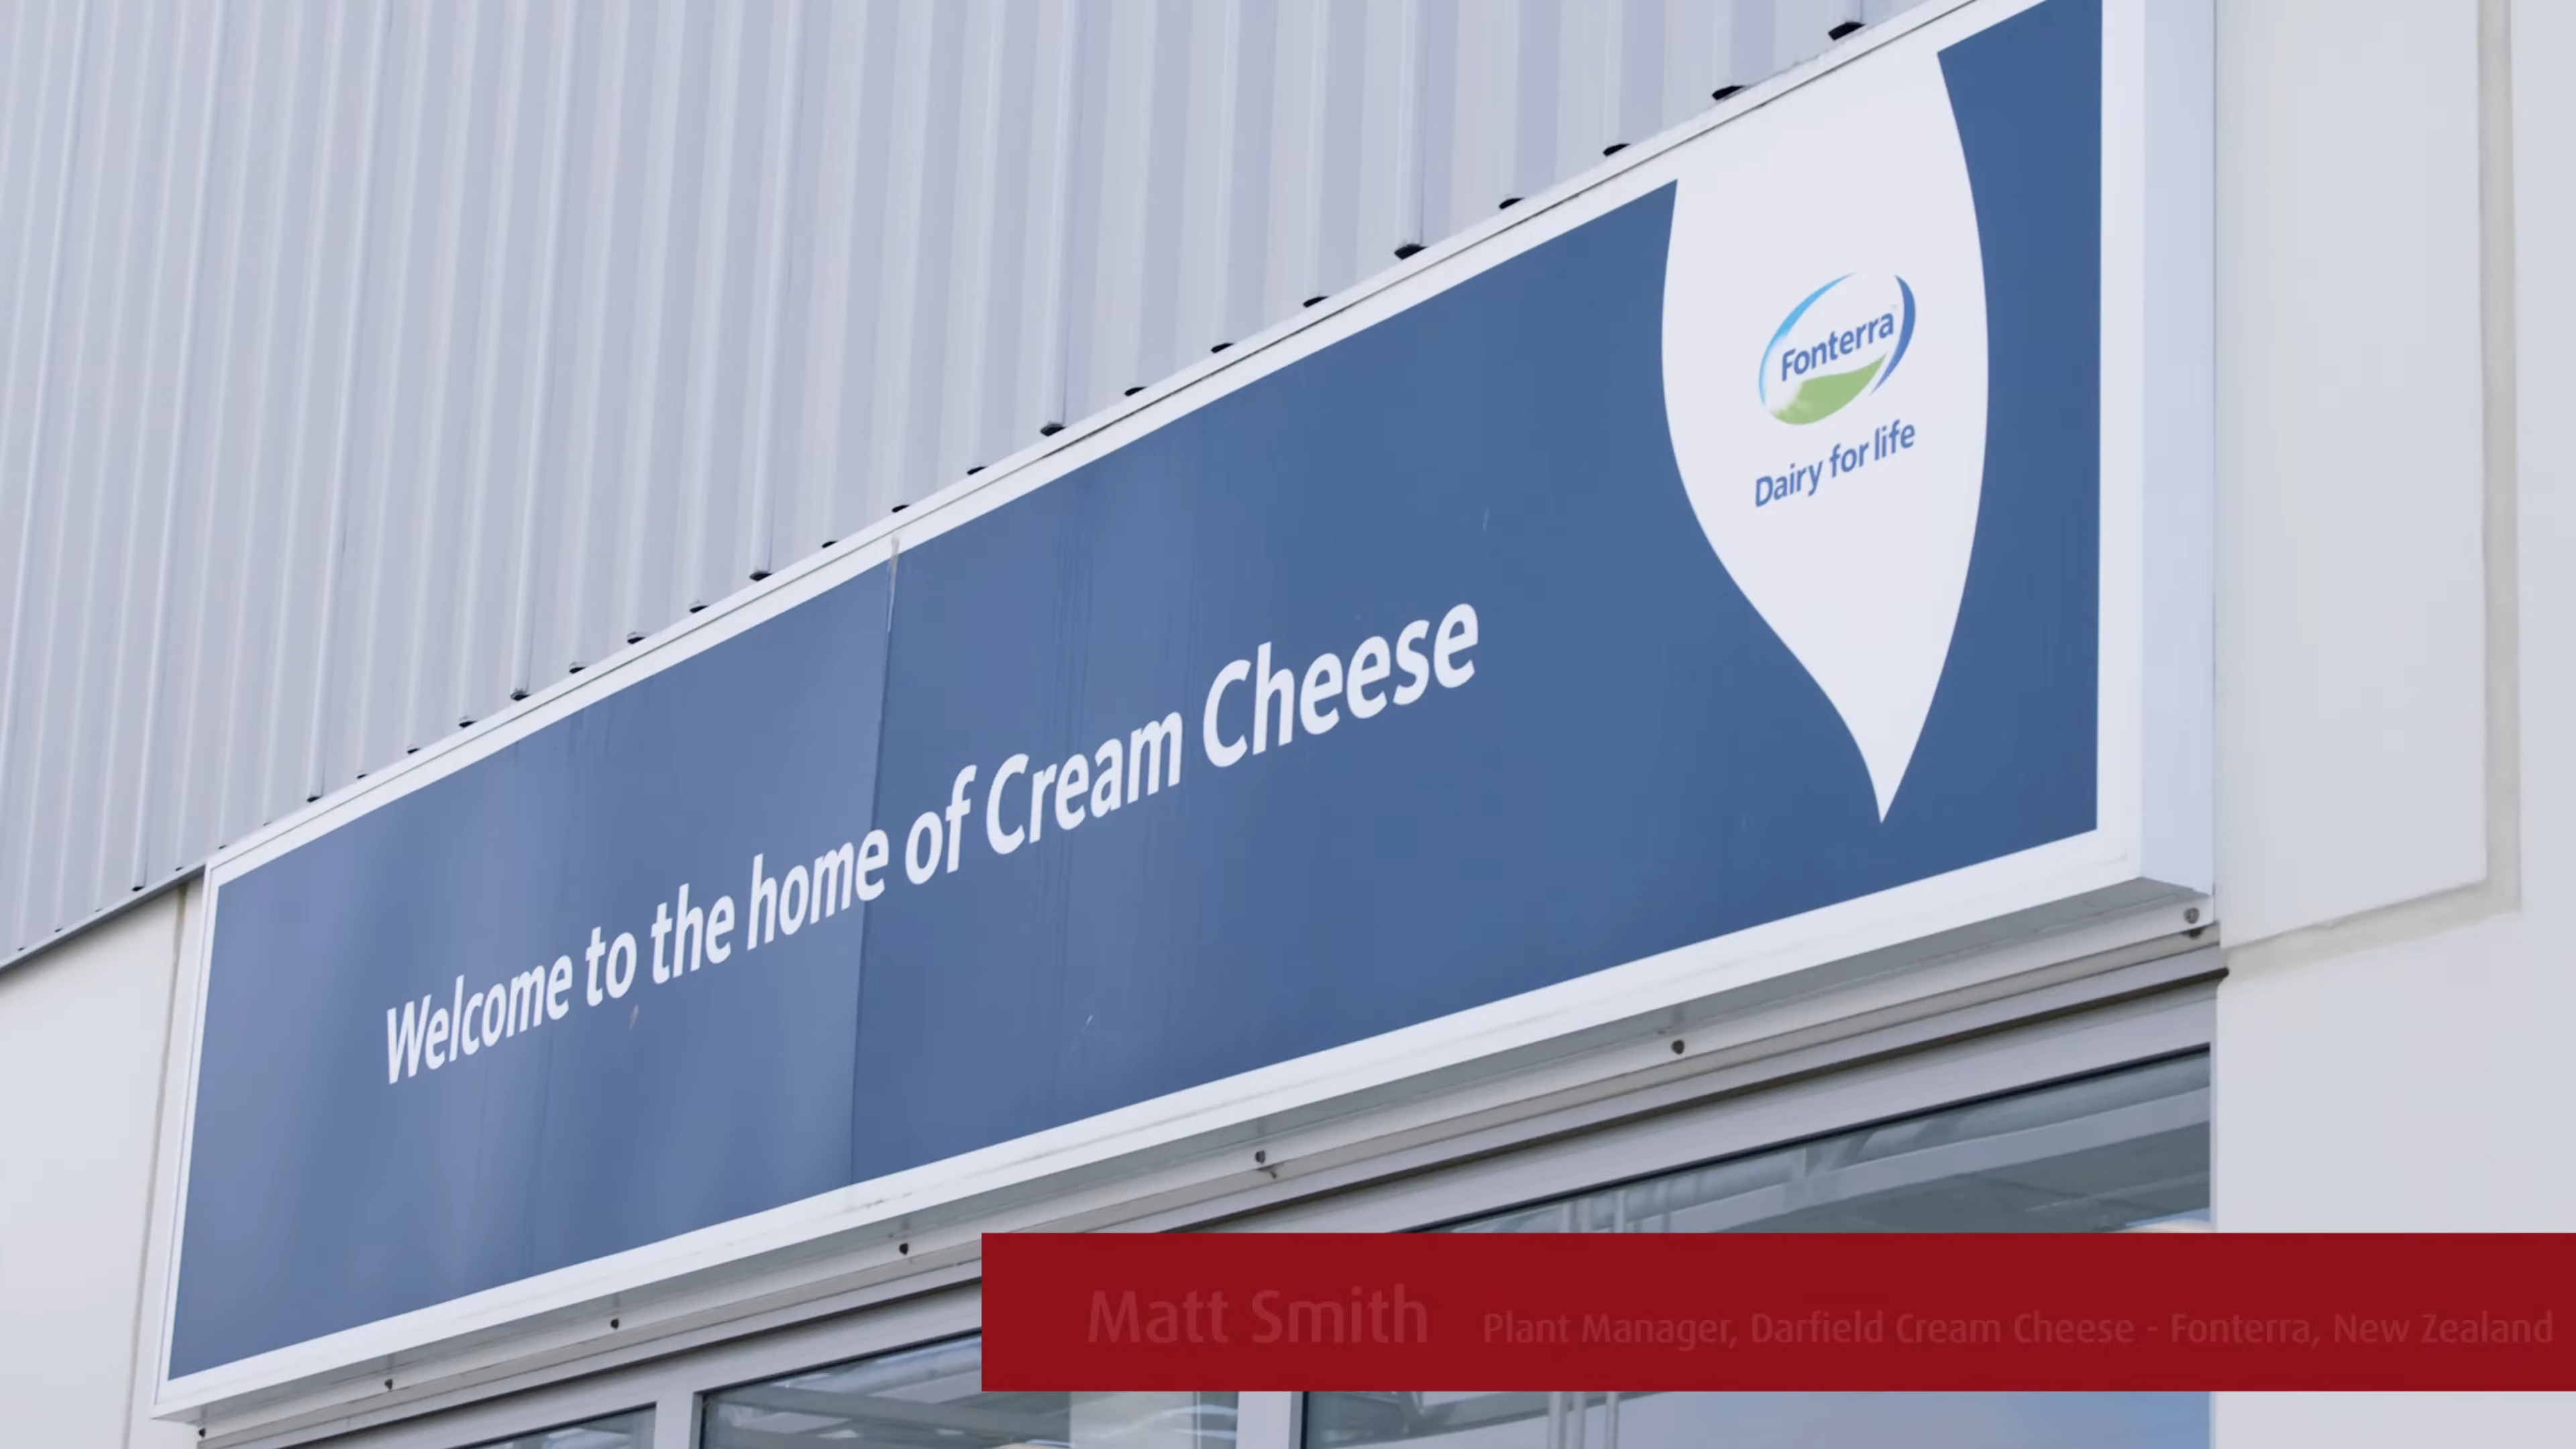 Fonterra
Dairy for life
Welcome to the home of Cream Cheese
Matt Smith Plant Manager, Darfield Cream Cheese - Fonterra, New Zealand